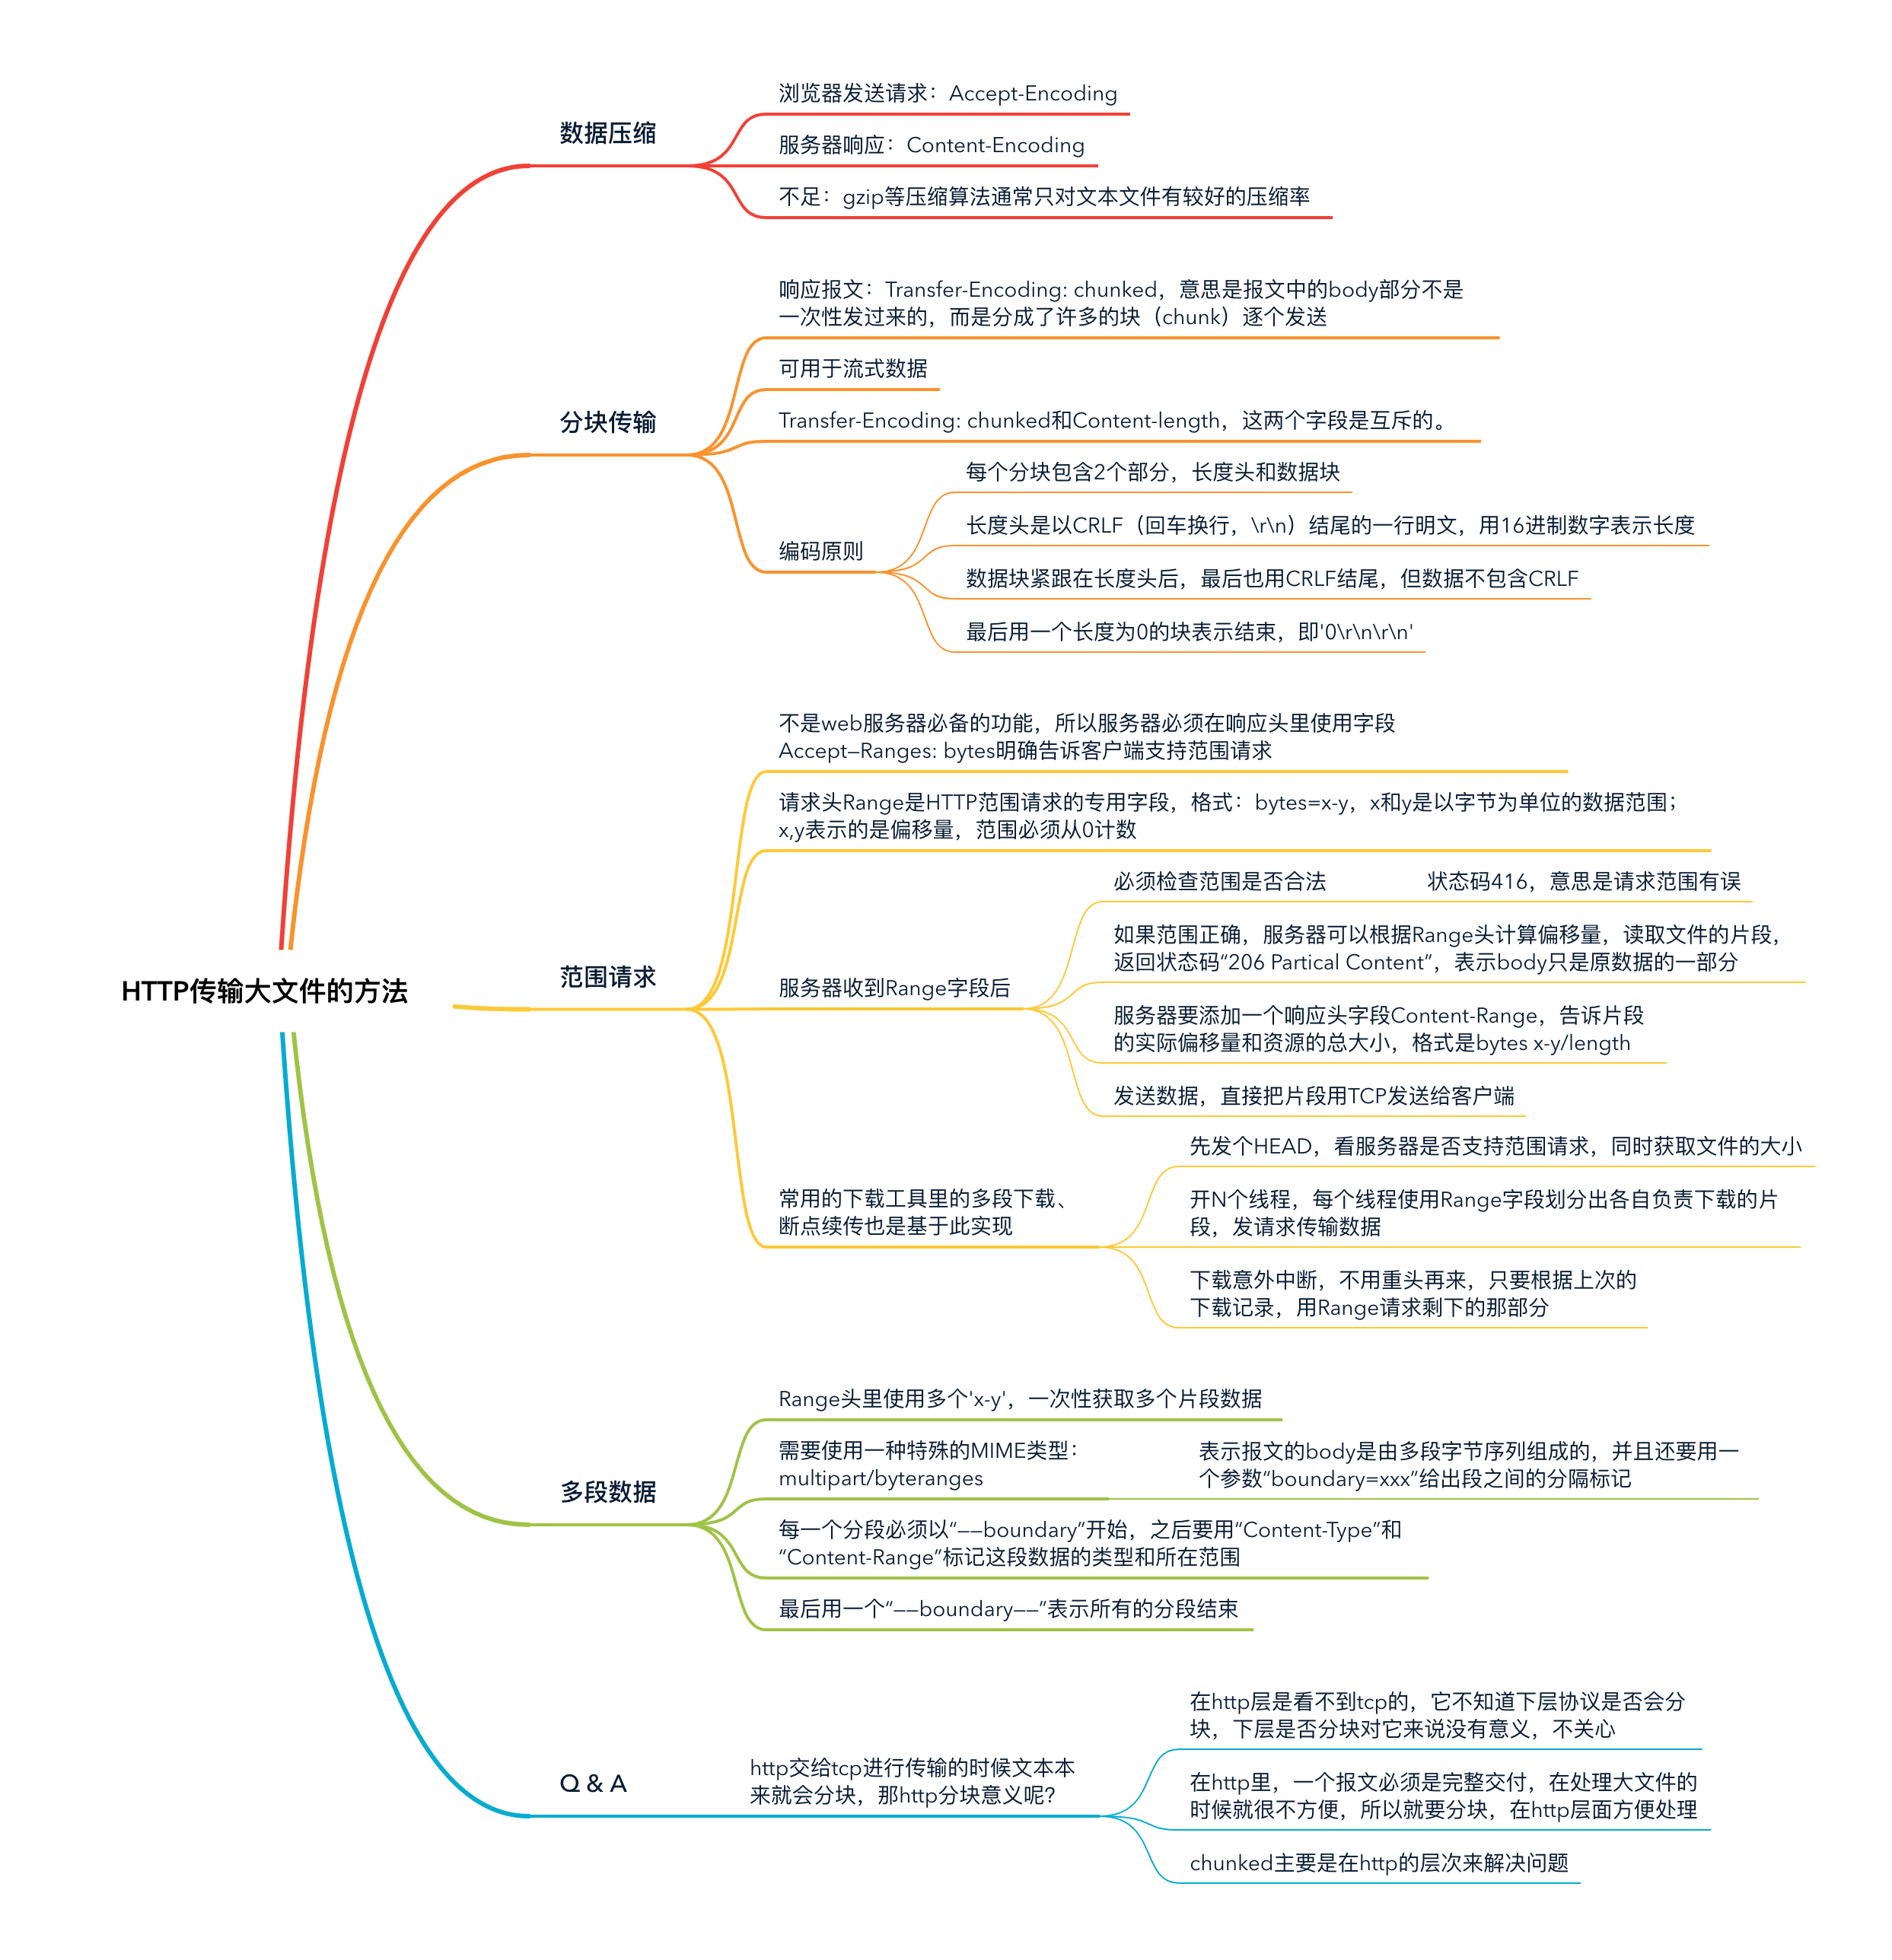 浏览器发送请求：Accept-Encoding
数据压缩
服务器响应：Content-Encoding
不足：gzip等压缩算法通常只对文本文件有较好的压缩率
响应报文：Transfer-Encoding: chunked，意思是报文中的body部分不是
一次性发过来的，而是分成了许多的块（chunk）逐个发送
可用于流式数据
分块传输
Transfer-Encoding: chunked和Content-length，这两个字段是互斥的。
编码原则
每个分块包含2个部分，长度头和数据块
长度头是以CRLF（回车换行，\r\n）结尾的一行明文，用16进制数字表示长度
数据块紧跟在长度头后，最后也用CRLF结尾，但数据不包含CRLF
最后用一个长度为0的块表示结束，即'0\r\n\r\n'
不是web服务器必备的功能，所以服务器必须在响应头里使用字段
Accept—Ranges: bytes明确告诉客户端支持范围请求
请求头Range是HTTP范围请求的专用字段，格式：bytes=x-y，x和y是以字节为单位的数据范围；
x,y表示的是偏移量，范围必须从0计数
HTTP传输大文件的方法
范围请求
服务器收到Range字段后
必须检查范围是否合法
状态码416，意思是请求范围有误
如果范围正确，服务器可以根据Range头计算偏移量，读取文件的片段，
返回状态码“206 Partical Content”，表示body只是原数据的一部分
服务器要添加一个响应头字段Content-Range，告诉片段
的实际偏移量和资源的总大小，格式是bytes x-y/length
发送数据，直接把片段用TCP发送给客户端
常用的下载工具里的多段下载、
断点续传也是基于此实现
先发个HEAD，看服务器是否支持范围请求，同时获取文件的大小
开N个线程，每个线程使用Range字段划分出各自负责下载的片
段，发请求传输数据
下载意外中断，不用重头再来，只要根据上次的
下载记录，用Range请求剩下的那部分
Range头里使用多个'x-y'，一次性获取多个片段数据
需要使用一种特殊的MIME类型：
multipart/byteranges
表示报文的body是由多段字节序列组成的，并且还要用一
个参数“boundary=xxx”给出段之间的分隔标记
多段数据
每一个分段必须以“——boundary”开始，之后要用“Content-Type”和
“Content-Range”标记这段数据的类型和所在范围
最后用一个“——boundary——”表示所有的分段结束
Q & A
http交给tcp进行传输的时候文本本
来就会分块，那http分块意义呢？
在http层是看不到tcp的，它不知道下层协议是否会分
块，下层是否分块对它来说没有意义，不关心
在http里，一个报文必须是完整交付，在处理大文件的
时候就很不方便，所以就要分块，在http层面方便处理
chunked主要是在http的层次来解决问题